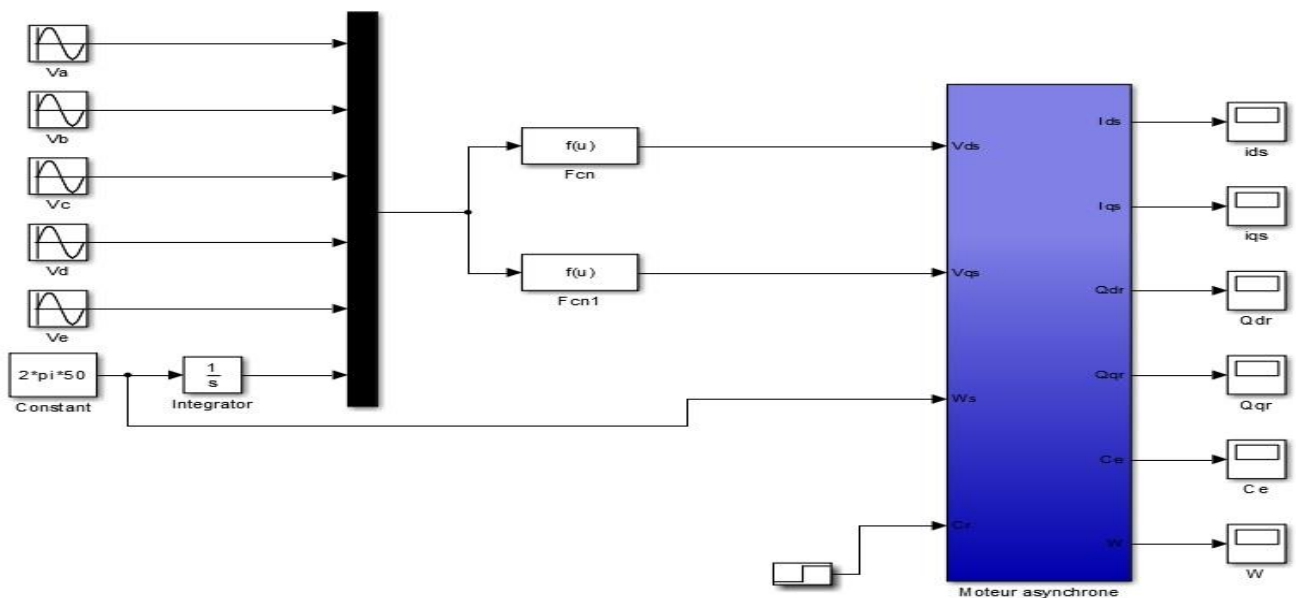 Va
Vb
Vc
Vd
Ve
2*pi*50
Constant
1
s
Integrator
f(u)
Fcn
f(u)
Fcn1
Vds
Vqs
Ws
Cr
Ids
Iqs
Qdr
Qqr
Ce
W
Moteur asynchrone
ids
iqs
Qdr
Qqr
Ce
W